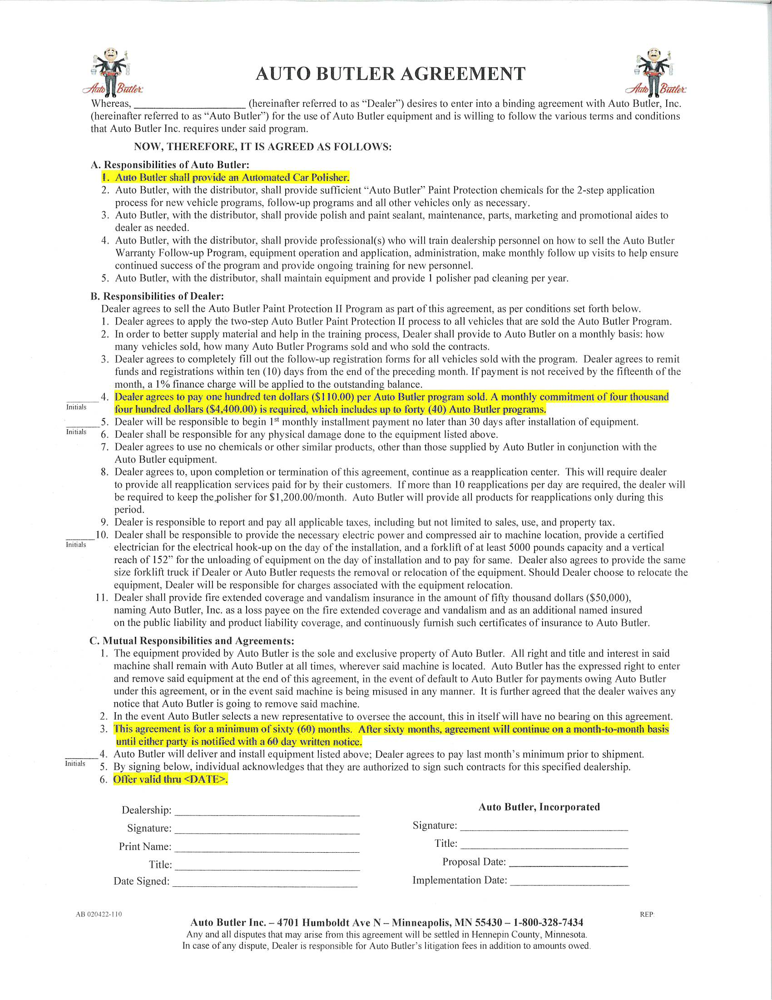 AUTO BUTLER AGREEMENT
Auto Butler
Auto Butler
Whereas, ____________ (hereinafter referred to as “Dealer”) desires to enter into a binding agreement with Auto Butler, Inc.
(hereinafter referred to as “Auto Butler”) for the use of Auto Butler equipment and is willing to follow the various terms and conditions
that Auto Butler Inc. requires under said program.
NOW, THEREFORE, IT IS AGREED AS FOLLOWS:
A. Responsibilities of Auto Butler:
1. Auto Butler shall provide an Automated Car Polisher.
2. Auto Butler, with the distributor, shall provide sufficient “Auto Butler” Paint Protection chemicals for the 2-step application
process for new vehicle programs, follow-up programs and all other vehicles only as necessary.
3. Auto Butler, with the distributor, shall provide polish and paint sealant, maintenance, parts, marketing and promotional aides to
dealer as needed.
4. Auto Butler, with the distributor, shall provide professional(s) who will train dealership personnel on how to sell the Auto Butler
Warranty Follow-up Program, equipment operation and application, administration, make monthly follow up visits to help ensure
continued success of the program and provide ongoing training for new personnel.
5. Auto Butler, with the distributor, shall maintain equipment and provide 1 polisher pad cleaning per year.
B. Responsibilities of Dealer:
Dealer agrees to sell the Auto Butler Paint Protection II Program as part of this agreement, as per conditions set forth below.
1. Dealer agrees to apply the two-step Auto Butler Paint Protection II process to all vehicles that are sold the Auto Butler Program.
2. In order to better supply material and help in the training process, Dealer shall provide to Auto Butler on a monthly basis: how
many vehicles sold, how many Auto Butler Programs sold and who sold the contracts.
3. Dealer agrees to completely fill out the follow-up registration forms for all vehicles sold with the program. Dealer agrees to remit
funds and registrations within ten (10) days from the end of the preceding month. If payment is not received by the fifteenth of the
month, a 1% finance charge will be applied to the outstanding balance.
______4. Dealer agrees to pay one hundred ten dollars ($110.00) per Auto Butler program sold. A monthly commitment of four thousand
Initials four hundred dollars ($4,400.00) is required, which includes up to forty (40) Auto Butler programs.
______5. Dealer will be responsible to begin 1st monthly installment payment no later than 30 days after installation of equipment.
Initials 6. Dealer shall be responsible for any physical damage done to the equipment listed above.
7. Dealer agrees to use no chemicals or other similar products, other than those supplied by Auto Butler in conjunction with the
Auto Butler equipment.
8. Dealer agrees to, upon completion or termination of this agreement, continue as a reapplication center. This will require dealer
to provide all reapplication services paid for by their customers. If more than 10 reapplications per day are required, the dealer will
be required to keep the polisher for $1,200.00/month. Auto Butler will provide all products for reapplications only during this
period.
9. Dealer is responsible to report and pay all applicable taxes, including but not limited to sales, use, and property tax.
______10. Dealer shall be responsible to provide the necessary electric power and compressed air to machine location, provide a certified
Initials electrician for the electrical hook-up on the day of the installation, and a forklift of at least 5000 pounds capacity and a vertical
reach of 152” for the unloading of equipment on the day of installation and to pay for same. Dealer also agrees to provide the same
size forklift truck if Dealer or Auto Butler requests the removal or relocation of the equipment. Should Dealer choose to relocate the
equipment, Dealer will be responsible for charges associated with the equipment relocation.
11. Dealer shall provide fire extended coverage and vandalism insurance in the amount of fifty thousand dollars ($50,000),
naming Auto Butler, Inc. as a loss payee on the fire extended coverage and vandalism and as an additional named insured
on the public liability and product liability coverage, and continuously furnish such certificates of insurance to Auto Butler.
C. Mutual Responsibilities and Agreements:
1. The equipment provided by Auto Butler is the sole and exclusive property of Auto Butler. All right and title and interest in said
machine shall remain with Auto Butler at all times, wherever said machine is located. Auto Butler has the expressed right to enter
and remove said equipment at the end of this agreement, in the event of default to Auto Butler for payments owing Auto Butler
under this agreement, or in the event said machine is being misused in any manner. It is further agreed that the dealer waives any
notice that Auto Butler is going to remove said machine.
2. In the event Auto Butler selects a new representative to oversee the account, this in itself will have no bearing on this agreement.
3. This agreement is for a minimum of sixty (60) months. After sixty months, agreement will continue on a month-to-month basis
until either party is notified with a 60 day written notice.
______4. Auto Butler will deliver and install equipment listed above; Dealer agrees to pay last month’s minimum prior to shipment.
Initials 5. By signing below, individual acknowledges that they are authorized to sign such contracts for this specified dealership.
6. Offer valid thru <DATE>.
Dealership: ____________
Signature: ____________
Print Name: ____________
Title: ____________
Date Signed: ____________
Auto Butler, Incorporated
Signature: ____________
Title: ____________
Proposal Date: ____________
Implementation Date: ____________
AB 020422-110
REP:
Auto Butler Inc. – 4701 Humboldt Ave N – Minneapolis, MN 55430 – 1-800-328-7434
Any and all disputes that may arise from this agreement will be settled in Hennepin County, Minnesota.
In case of any dispute, Dealer is responsible for Auto Butler’s litigation fees in addition to amounts owed.